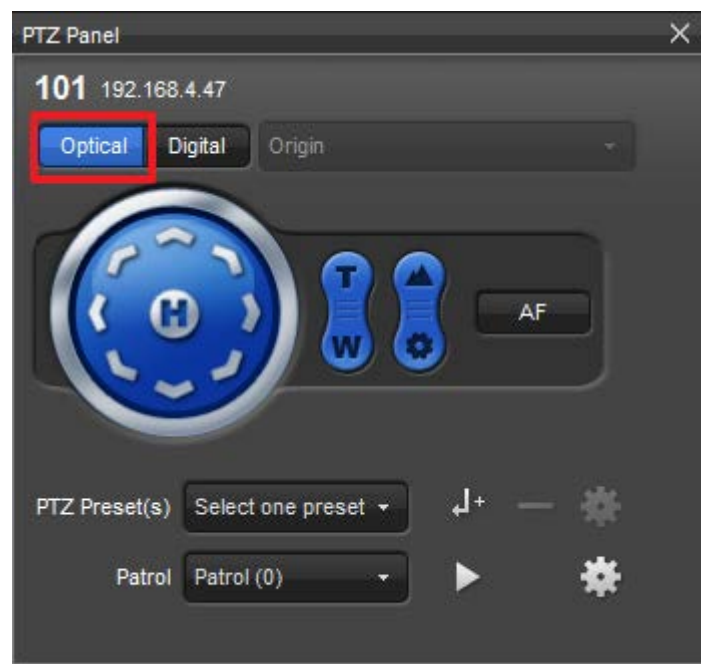 PTZ Panel
101 192.168.4.47
Optical Digital Origin
T
H AF
W
PTZ Preset(s) Select one preset
Patrol Patrol (0)